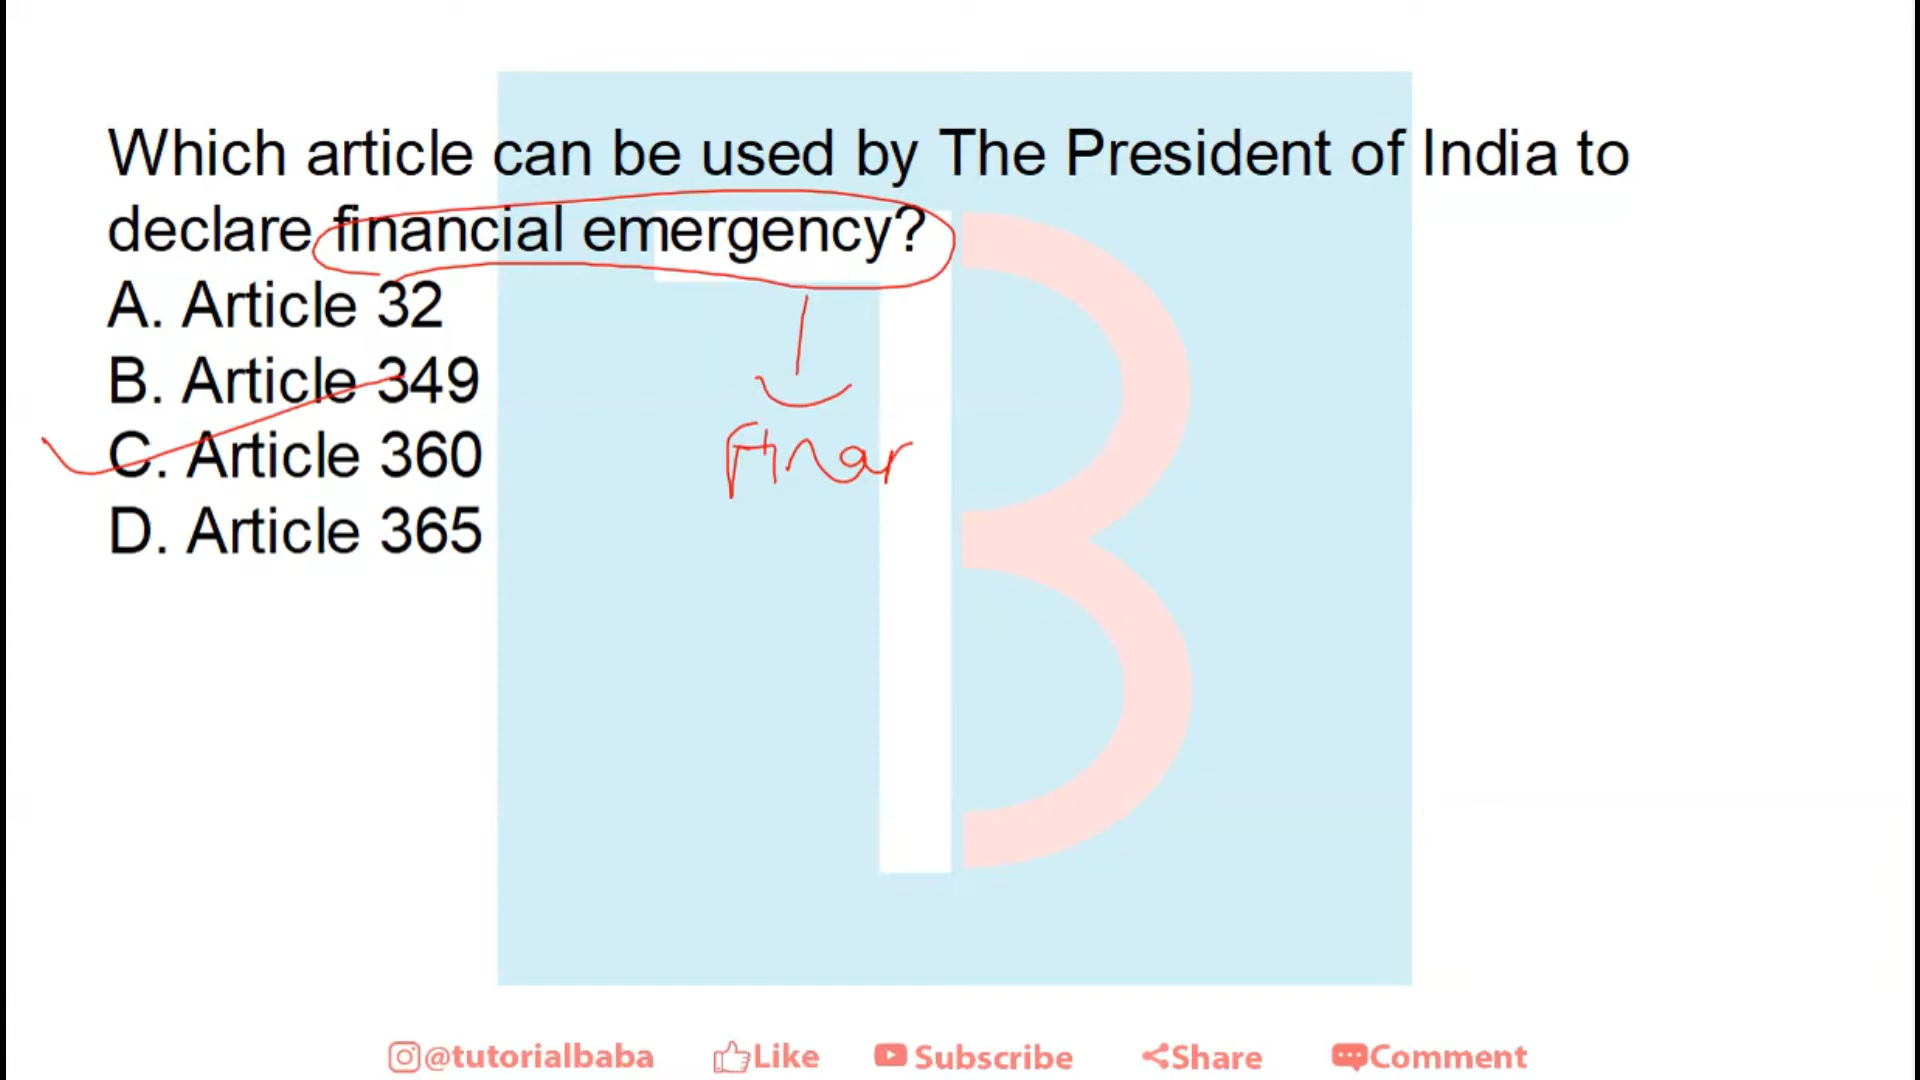 Which article can be used by The President of India to
declare financial emergency?
A. Article 32
B. Article 349
C. Article 360
D. Article 365
Finan
@tutorialbaba Like Subscribe Share Comment